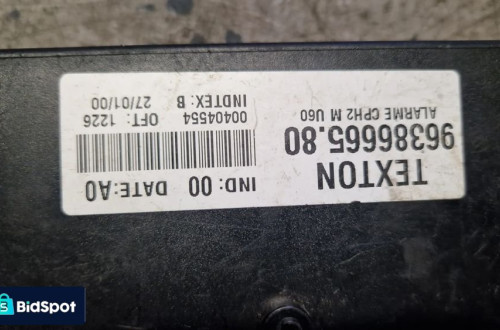 TEXTON
96386665.80
ALARME CPH2 M U60
IND: 00 DATE: A0
00404554 OFT: 1226
INDTEX: B 27/01/00
BidSpot